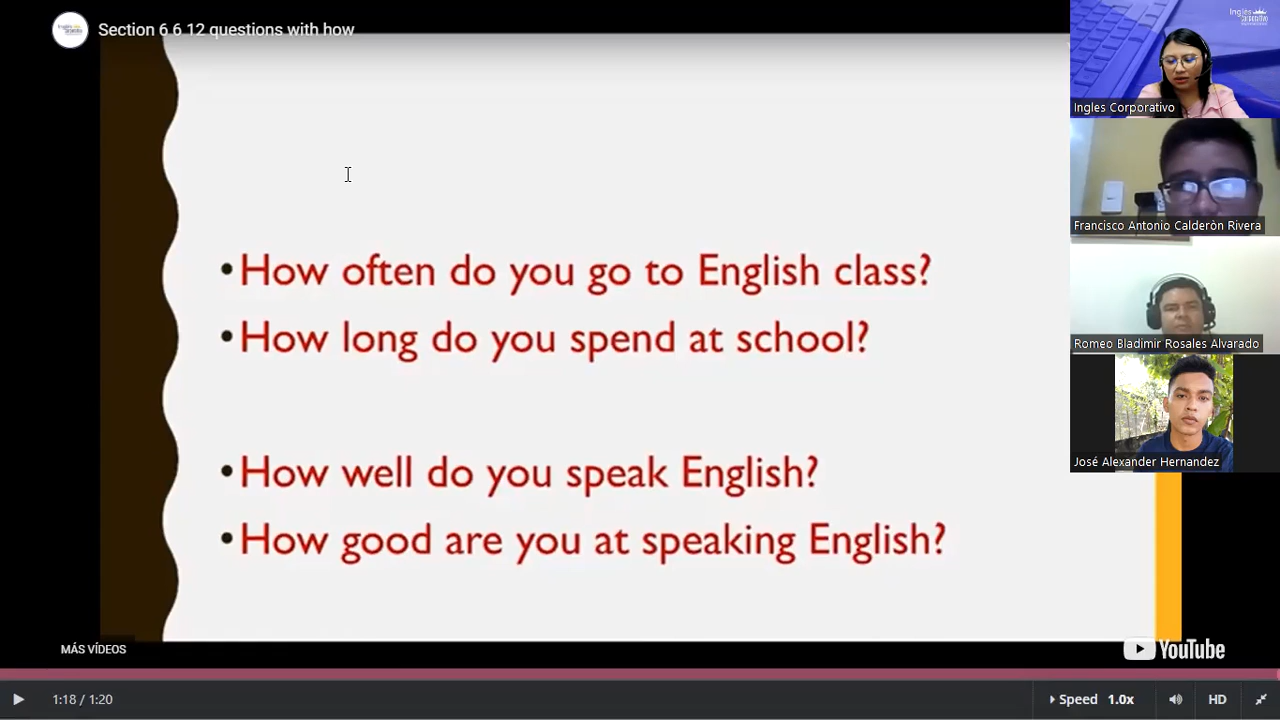 Section 6 6 12 questions with how
Ingles Corporativo
Francisco Antonio Calderòn Rivera
Romeo Bladimir Rosales Alvarado
José Alexander Hernandez
•How often do you go to English class?
•How long do you spend at school?
•How well do you speak English?
•How good are you at speaking English?
MÁS VÍDEOS
YouTube
1:18 / 1:20
Speed 1.0x
HD